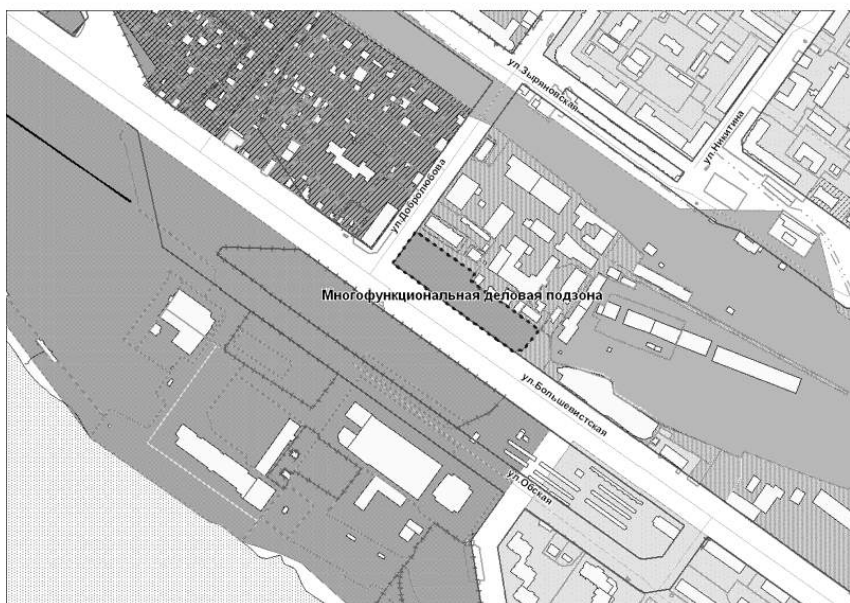 ул.Зыряновская
ул.Никитина
ул.Добролюбова
Многофункциональная деловая подзона
ул.Большевистская
ул.Обская